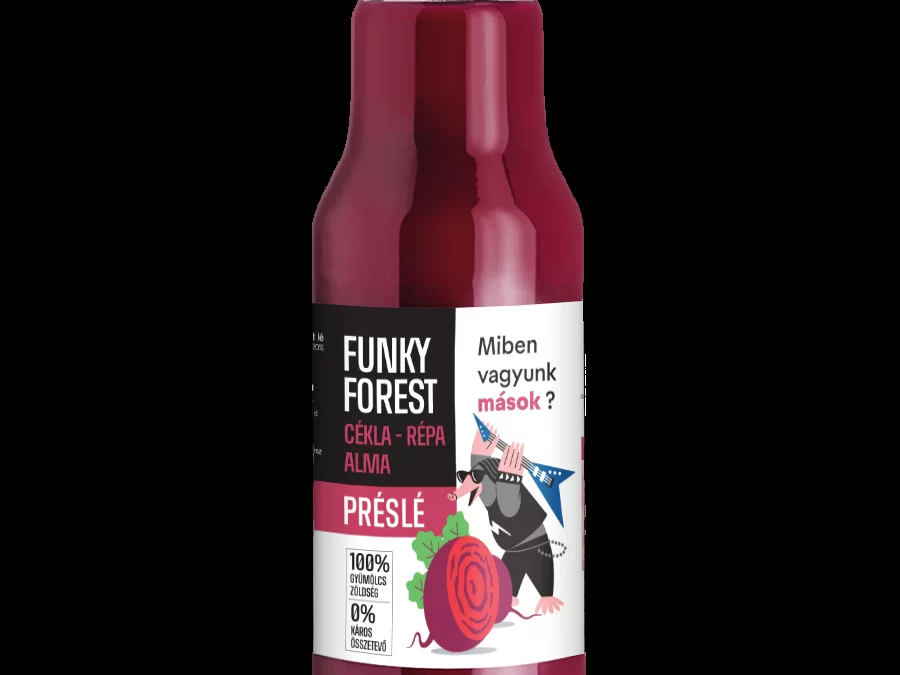 FUNKY
FOREST
CÉKLA - RÉPA
ALMA
PRÉSLÉ
100%
GYÜMÖLCS
ZÖLDSÉG
0%
KÁROS
ÖSSZETEVŐ
Miben
vagyunk
mások ?